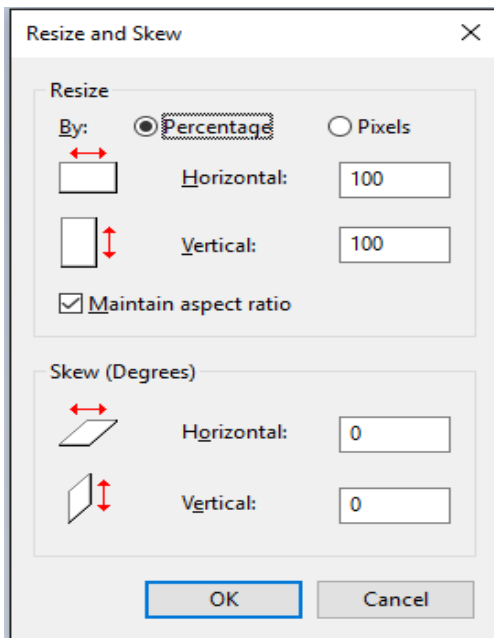 Resize and Skew
Resize
By: Percentage Pixels
Horizontal: 100
Vertical: 100
Maintain aspect ratio
Skew (Degrees)
Horizontal: 0
Vertical: 0
OK Cancel